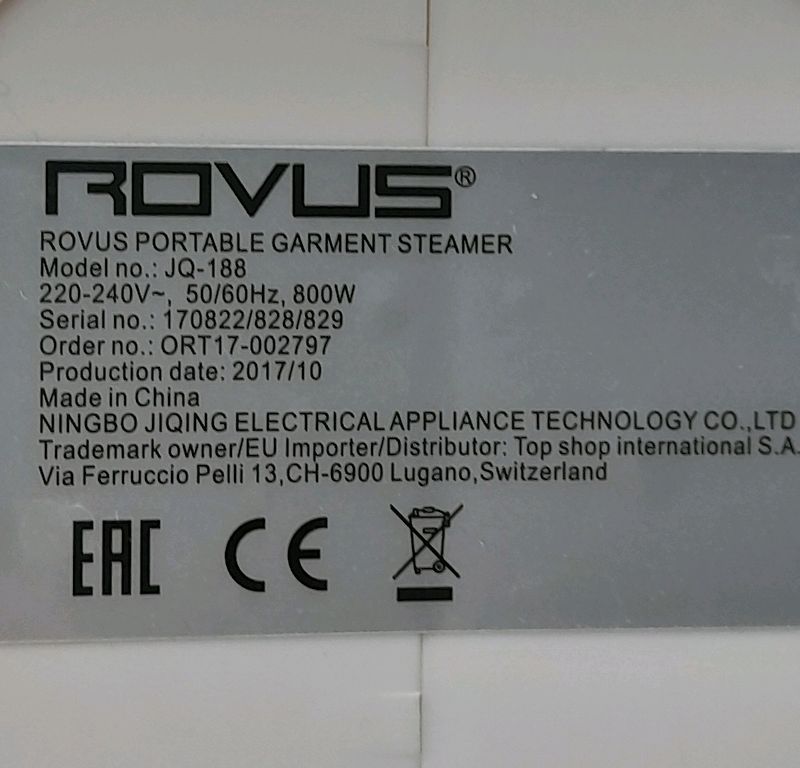 ROVUS®
ROVUS PORTABLE GARMENT STEAMER
Model no.: JQ-188
220-240V~, 50/60Hz, 800W
Serial no.: 170822/828/829
Order no.: ORT17-002797
Production date: 2017/10
Made in China
NINGBO JIQING ELECTRICAL APPLIANCE TECHNOLOGY CO.,LTD
Trademark owner/EU Importer/Distributor: Top shop international S.A.
Via Ferruccio Pelli 13,CH-6900 Lugano,Switzerland
EAC CE